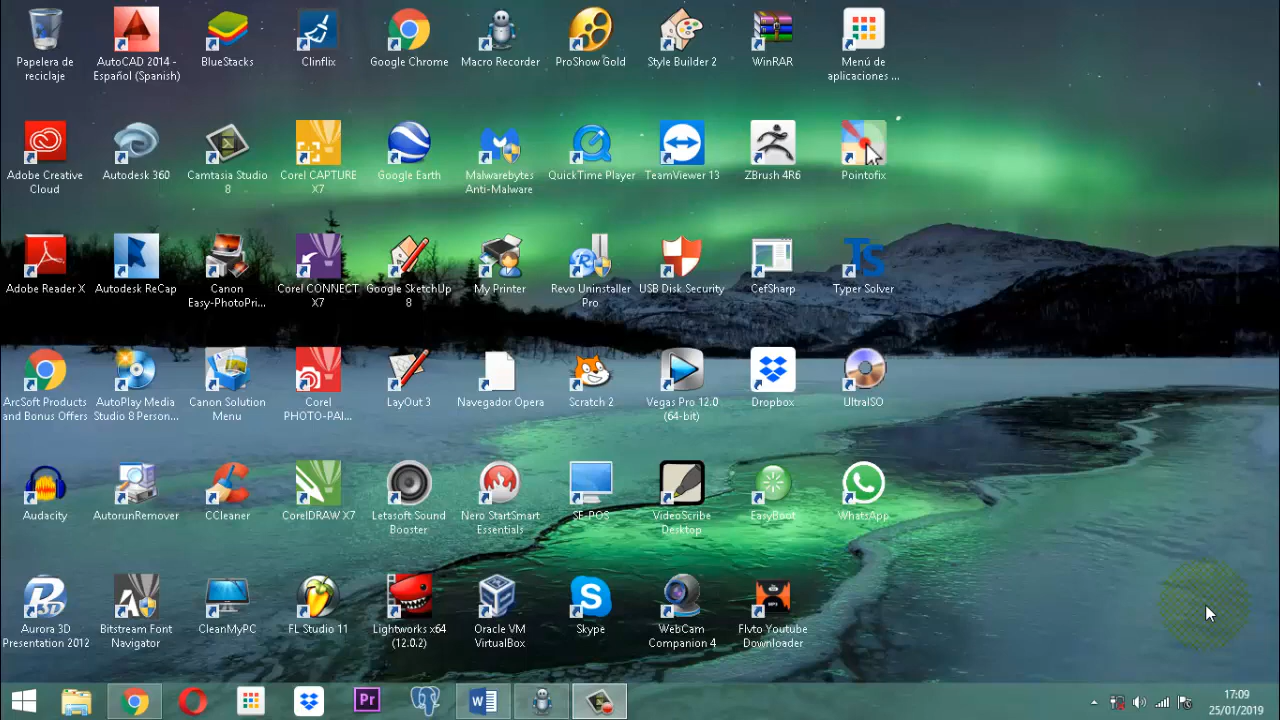 Papelera de
reciclaje
AutoCAD 2014 -
Español (Spanish)
BlueStacks
Clinflix
Google Chrome
Macro Recorder
ProShow Gold
Style Builder 2
WinRAR
Menú de
aplicaciones ...
Adobe Creative
Cloud
Autodesk 360
Camtasia Studio
8
Corel CAPTURE
X7
Google Earth
Malwarebytes
Anti-Malware
QuickTime Player
TeamViewer 13
ZBrush 4R6
Pointofix
Adobe Reader X
Autodesk ReCap
Canon
Easy-PhotoPri...
Corel CONNECT
X7
Google SketchUp
8
My Printer
Revo Uninstaller
Pro
USB Disk Security
CefSharp
Ts
Typer Solver
ArcSoft Products
and Bonus Offers
AutoPlay Media
Studio 8 Person...
Canon Solution
Menu
Corel
PHOTO-PAI...
LayOut 3
Navegador Opera
Scratch 2
Vegas Pro 12.0
(64-bit)
Dropbox
UltraISO
Audacity
AutorunRemover
CCleaner
CorelDRAW X7
Letasoft Sound
Booster
Nero StartSmart
Essentials
SE-POS
VideoScribe
Desktop
EasyBoot
WhatsApp
Aurora 3D
Presentation 2012
Bitstream Font
Navigator
CleanMyPC
FL Studio 11
Lightworks x64
(12.0.2)
Oracle VM
VirtualBox
Skype
WebCam
Companion 4
Flvto Youtube
Downloader
Pr
17:09
25/01/2019